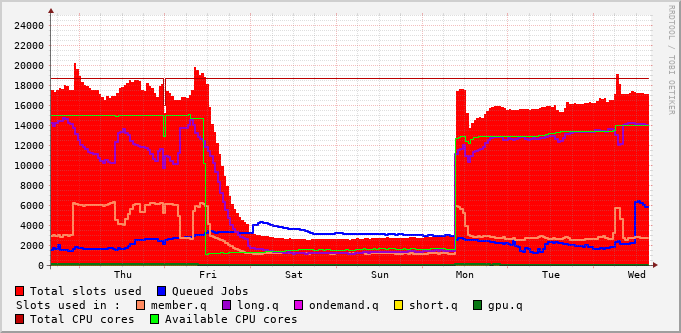 24000
22000
20000
18000
16000
14000
12000
10000
8000
6000
4000
2000
0
Thu Fri Sat Sun Mon Tue Wed
RRDTOOL / TOBI OETIKER
Total slots used Queued Jobs
Slots used in : member.q long.q ondemand.q short.q gpu.q
Total CPU cores Available CPU cores